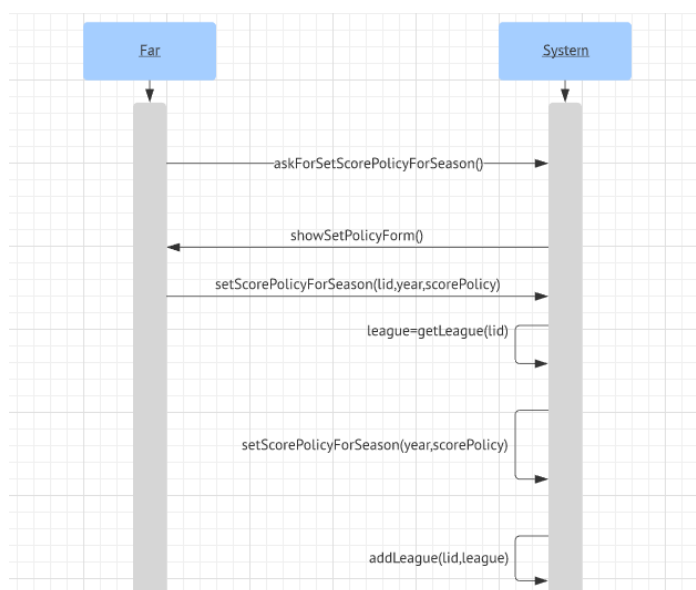 Far
System
askForSetScorePolicyForSeason()
showSetPolicyForm()
setScorePolicyForSeason(lid,year,scorePolicy)
league=getLeague(lid)
setScorePolicyForSeason(year,scorePolicy)
addLeague(lid,league)